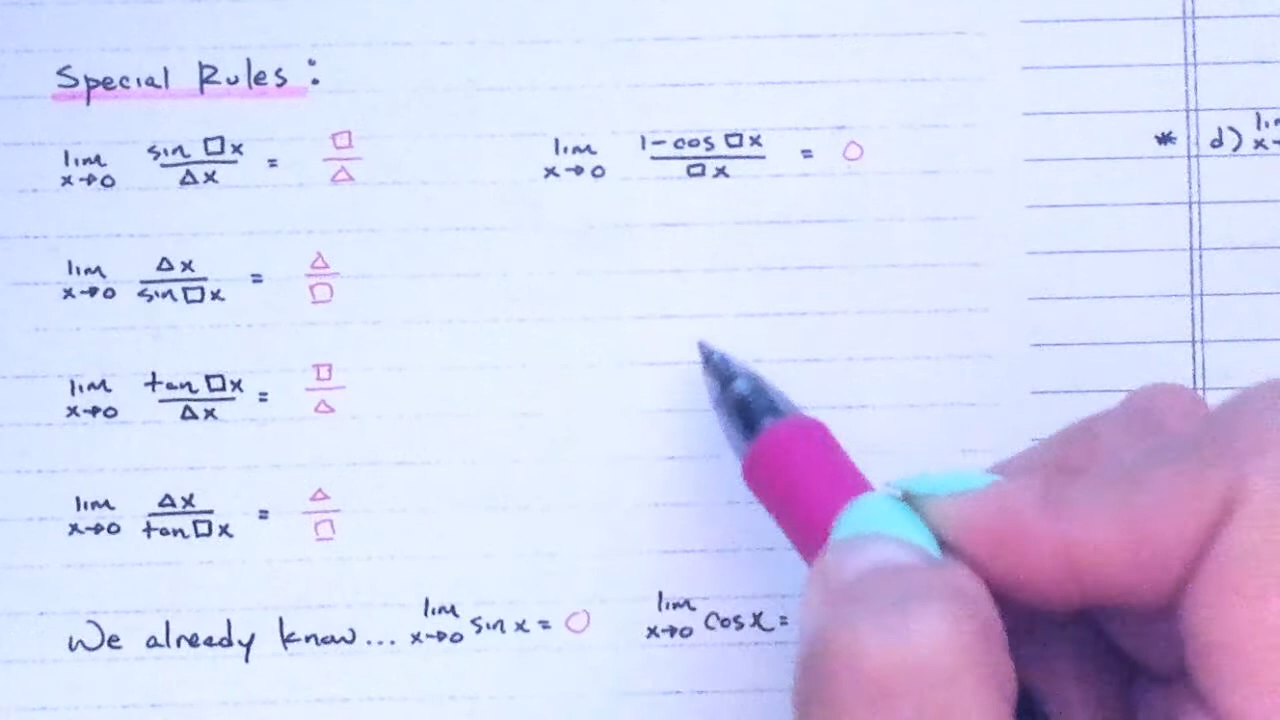 Special Rules:
lim x→0 sin □x / Δx = □ / Δ
lim x→0 1-cos □x / □x = 0
lim x→0 Δx / sin □x = Δ / □
lim x→0 tan □x / Δx = □ / Δ
lim x→0 Δx / tan □x = Δ / □
We already know... lim x→0 sin x = 0 lim x→0 cos x =
* d) lim x→